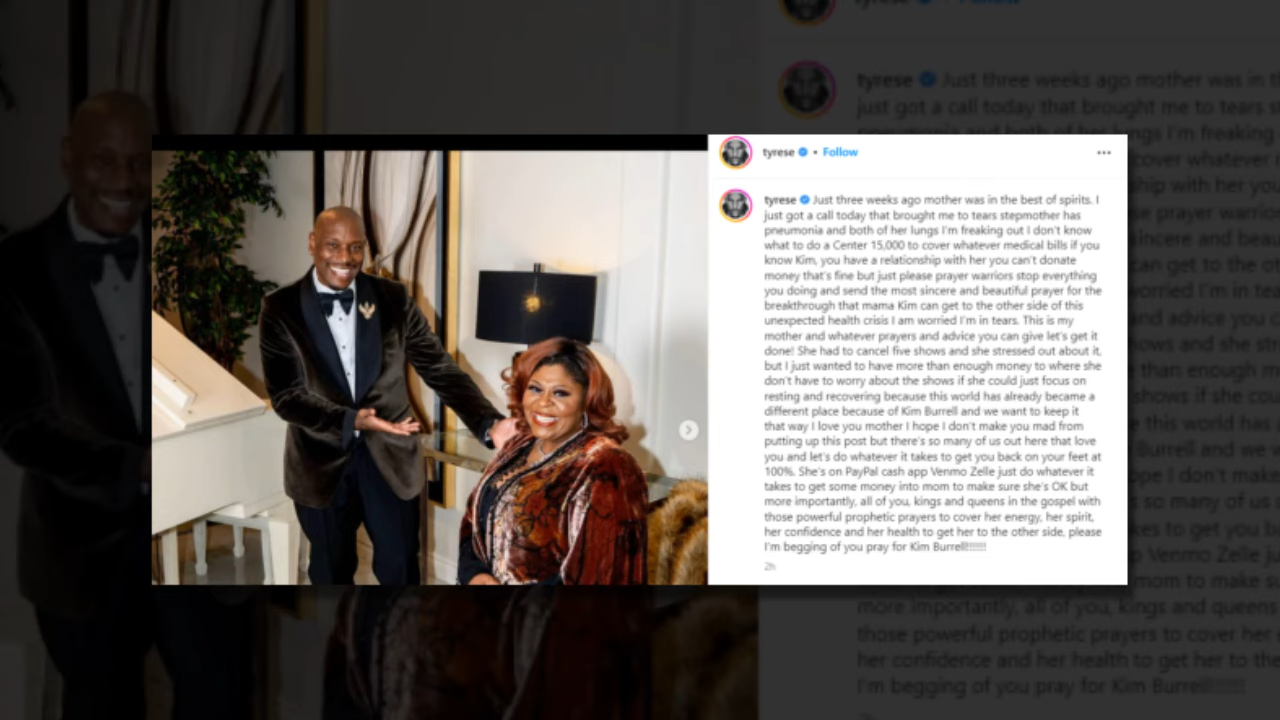 tyrese • Follow
tyrese Just three weeks ago mother was in the best of spirits. I
just got a call today that brought me to tears stepmother has
pneumonia and both of her lungs I'm freaking out I don't know
what to do a Center 15,000 to cover whatever medical bills if you
know Kim, you have a relationship with her you can't donate
money that's fine but just please prayer warriors stop everything
you doing and send the most sincere and beautiful prayer for the
breakthrough that mama Kim can get to the other side of this
unexpected health crisis I am worried I'm in tears. This is my
mother and whatever prayers and advice you can give let's get it
done! She had to cancel five shows and she stressed out about it,
but I just wanted to have more than enough money to where she
don't have to worry about the shows if she could just focus on
resting and recovering because this world has already became a
different place because of Kim Burrell and we want to keep it
that way I love you mother I hope I don't make you mad from
putting up this post but there's so many of us out here that love
you and let's do whatever it takes to get you back on your feet at
100%. She's on PayPal cash app Venmo Zelle just do whatever it
takes to get some money into mom to make sure she's OK but
more importantly, all of you, kings and queens in the gospel with
those powerful prophetic prayers to cover her energy, her spirit,
her confidence and her health to get her to the other side, please
I'm begging of you pray for Kim Burrell!!!!!!!
2h